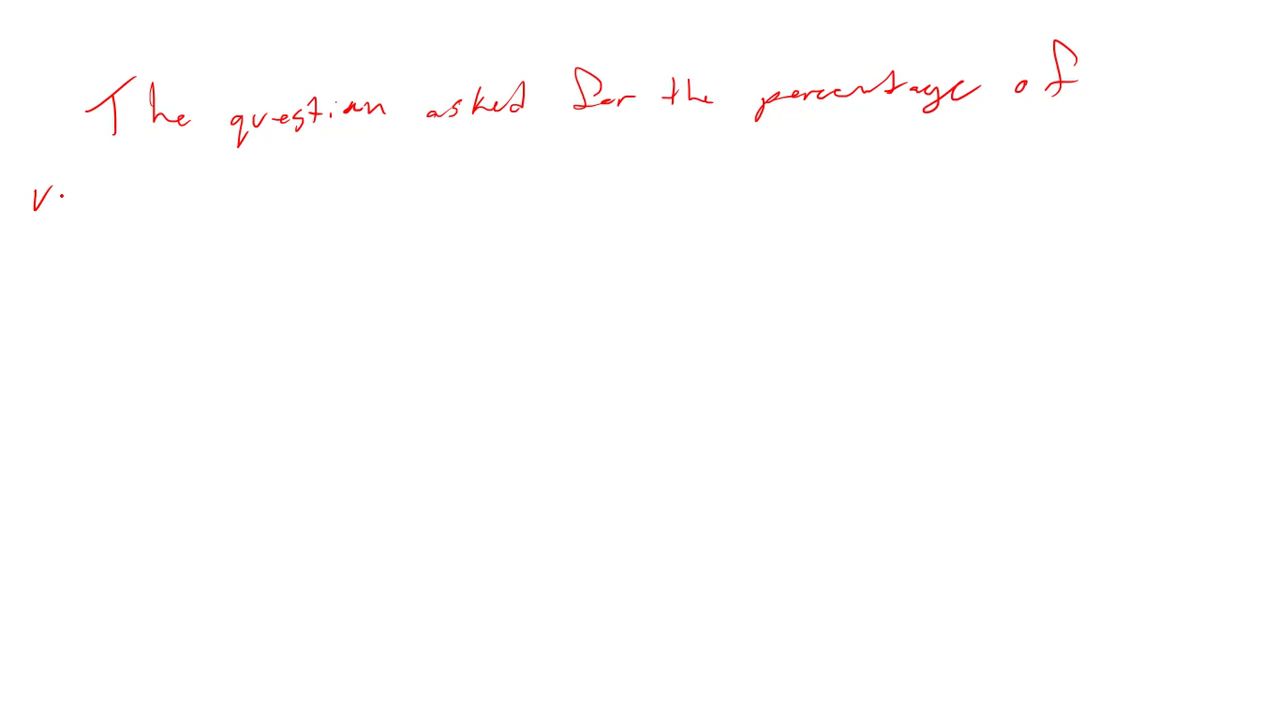 The question asked for the percentage of